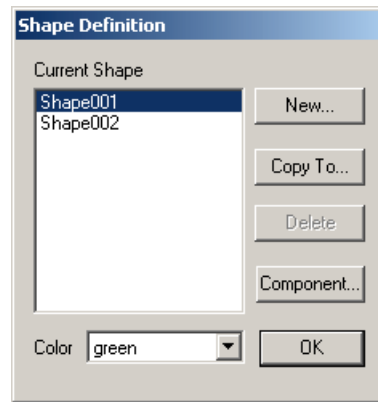 Shape Definition
Current Shape
Shape001
Shape002
New...
Copy To...
Delete
Component...
Color green
OK